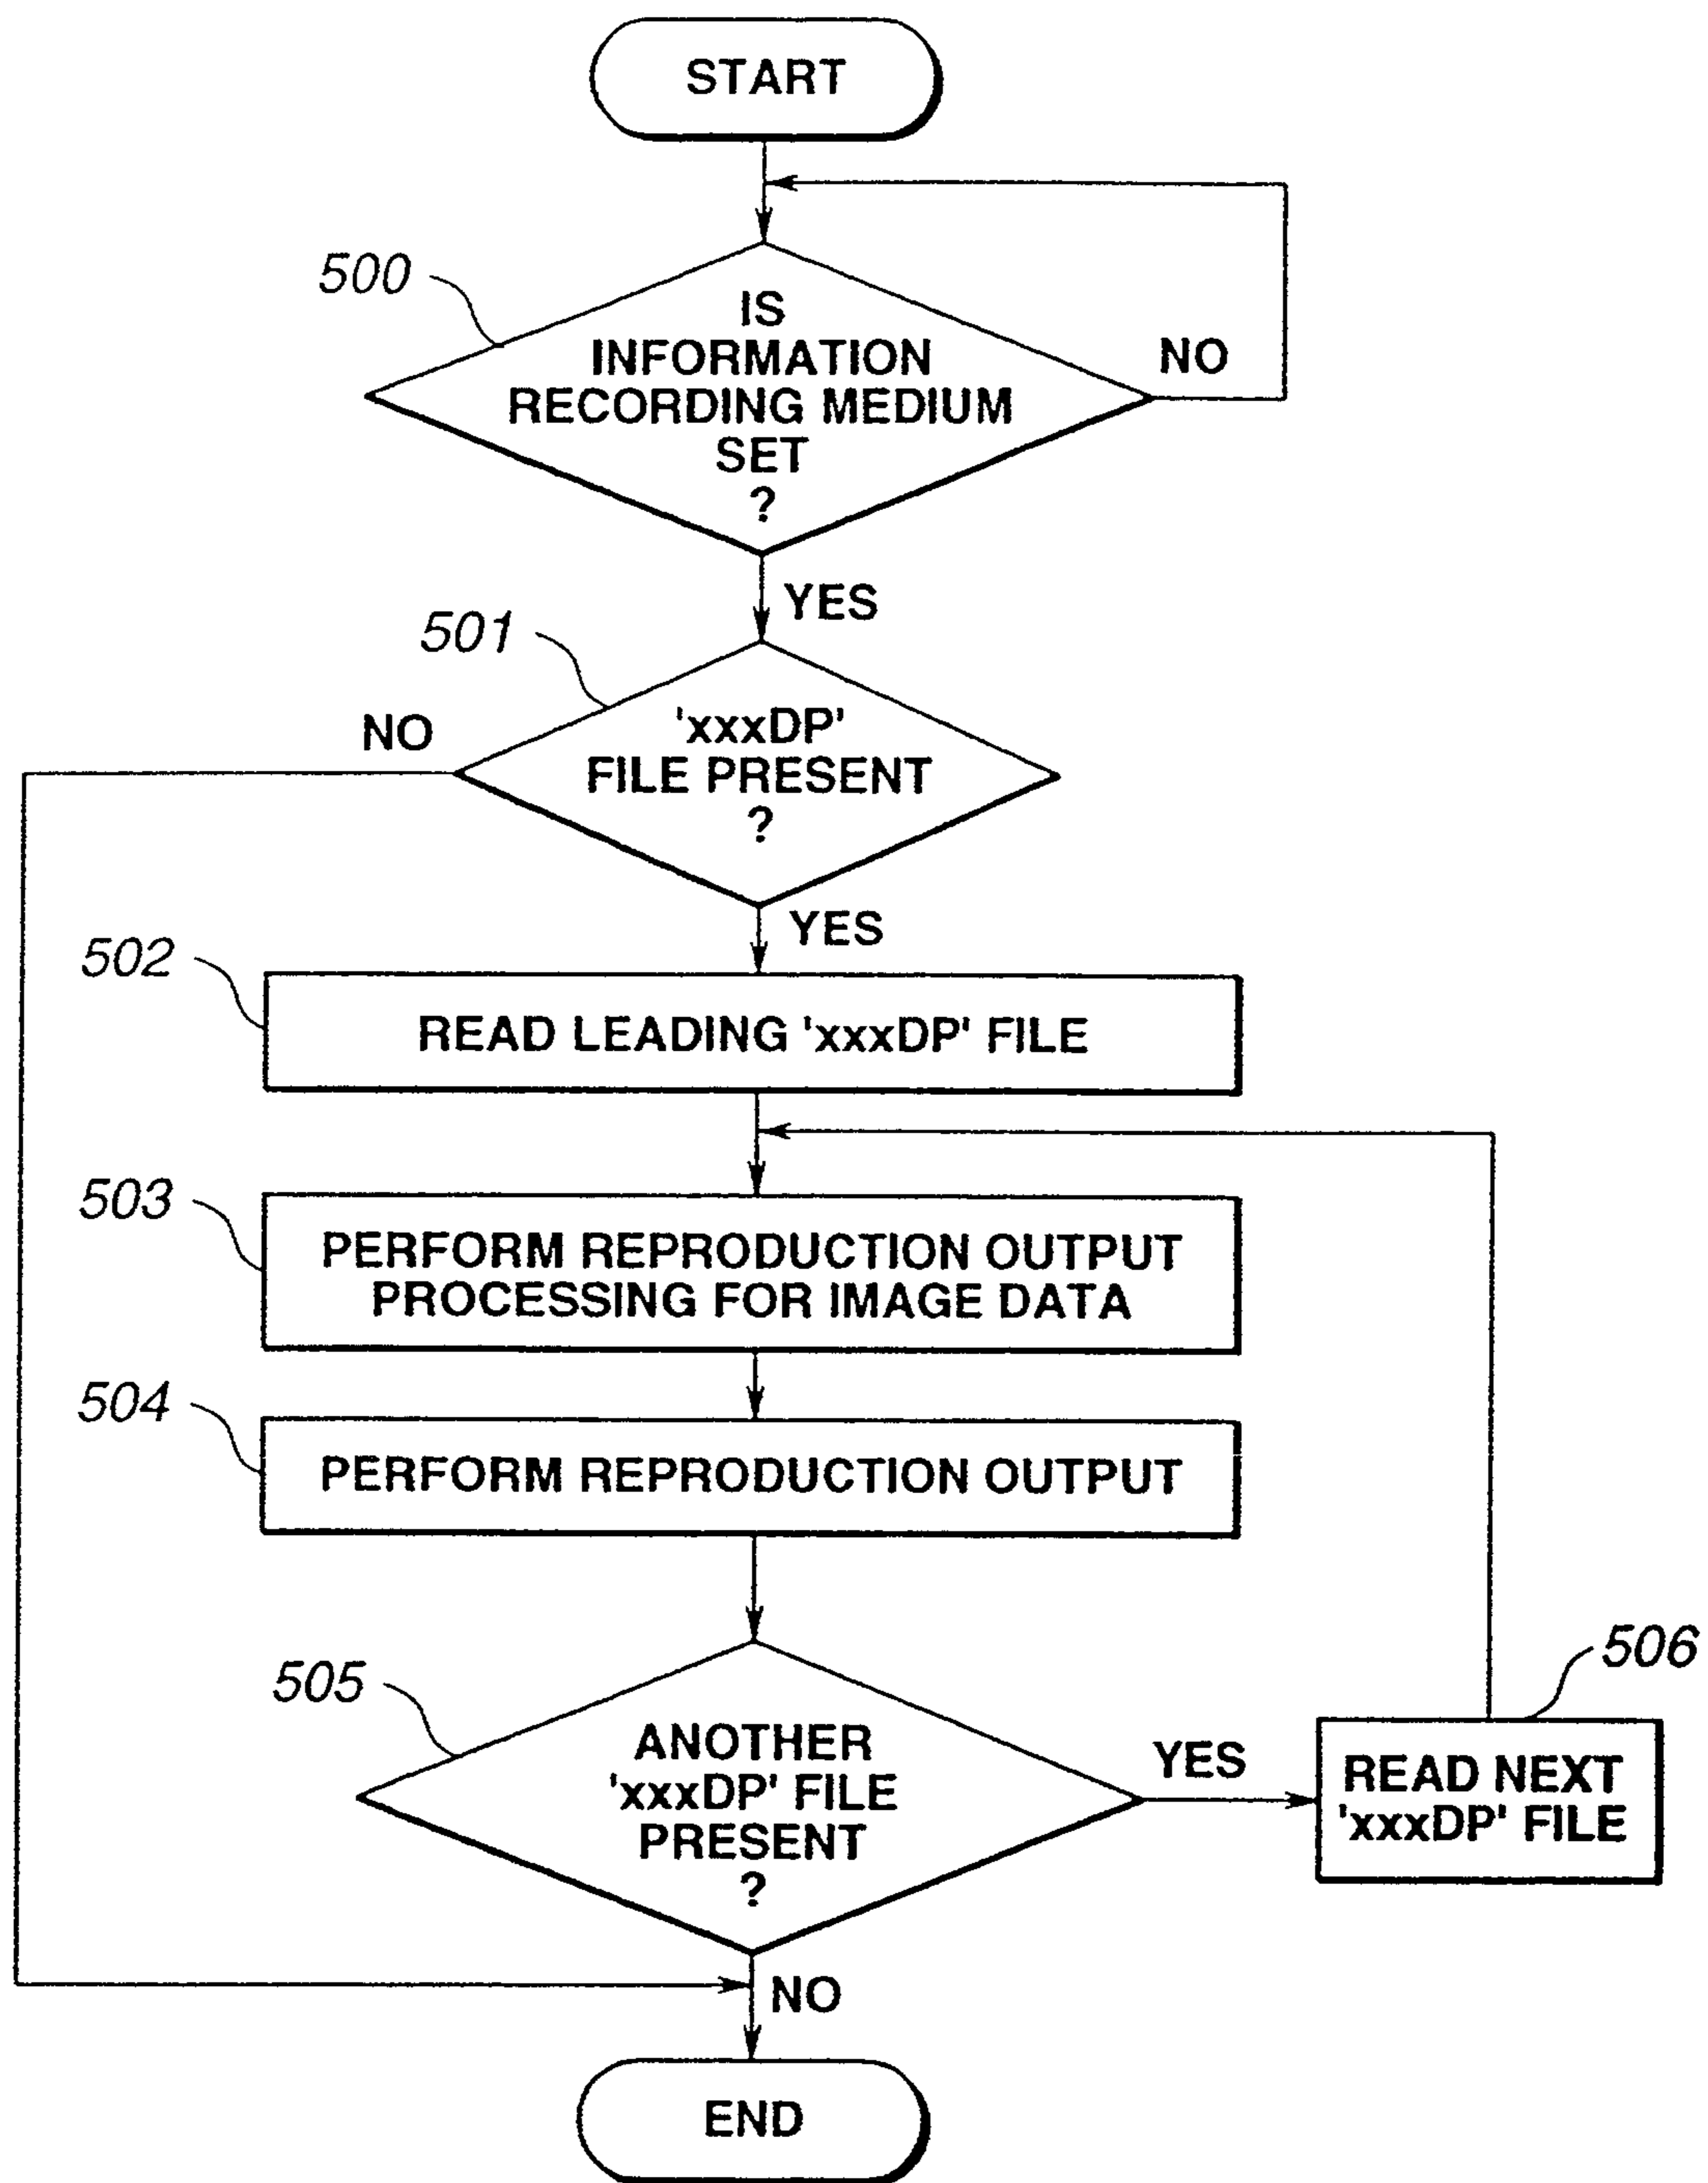 START
500
IS
INFORMATION
RECORDING MEDIUM
SET
?
NO
YES
501
'xxxDP'
FILE PRESENT
?
NO
YES
502
READ LEADING 'xxxDP' FILE
503
PERFORM REPRODUCTION OUTPUT
PROCESSING FOR IMAGE DATA
504
PERFORM REPRODUCTION OUTPUT
505
ANOTHER
'xxxDP' FILE
PRESENT
?
YES
506
READ NEXT
'xxxDP' FILE
NO
END